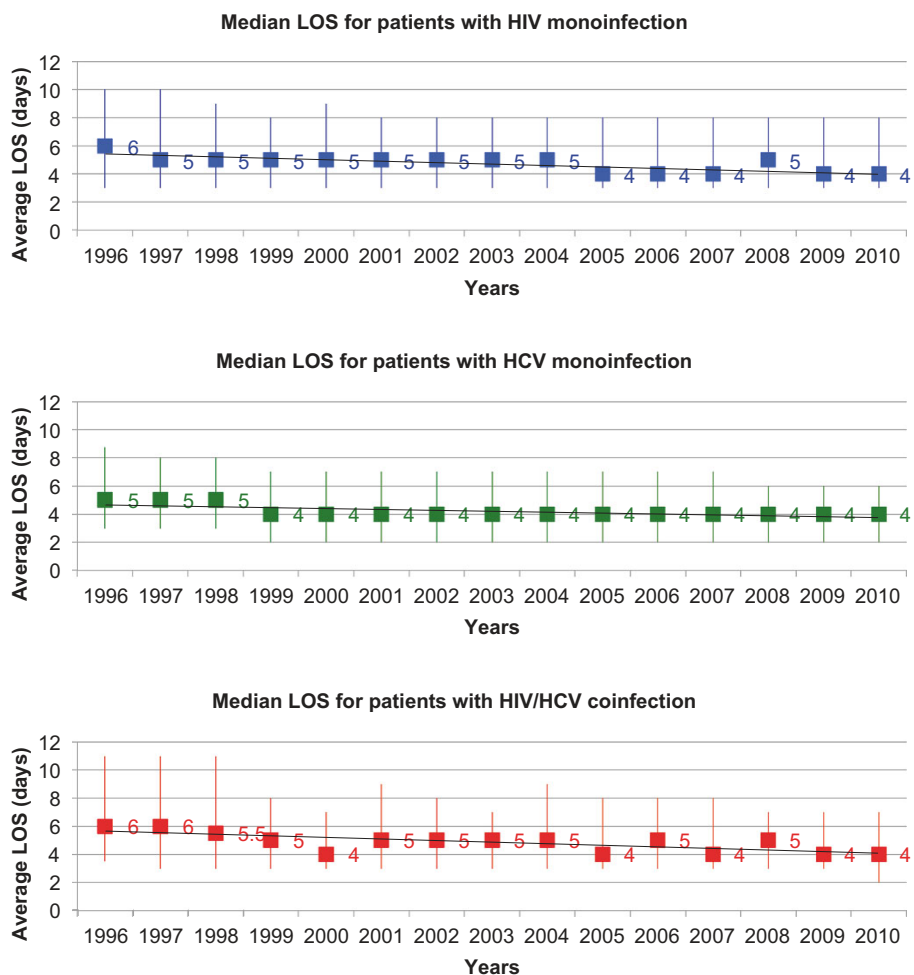 Median LOS for patients with HIV monoinfection
Average LOS (days)
12
10
8
6
4
2
0
6 5 5 5 5 5 5 5 5 4 4 4 5 4 4
1996 1997 1998 1999 2000 2001 2002 2003 2004 2005 2006 2007 2008 2009 2010
Years
Median LOS for patients with HCV monoinfection
Average LOS (days)
12
10
8
6
4
2
0
5 5 5 4 4 4 4 4 4 4 4 4 4 4 4
1996 1997 1998 1999 2000 2001 2002 2003 2004 2005 2006 2007 2008 2009 2010
Years
Median LOS for patients with HIV/HCV coinfection
Average LOS (days)
12
10
8
6
4
2
0
6 6 5.5 5 4 5 5 5 5 4 5 4 5 4 4
1996 1997 1998 1999 2000 2001 2002 2003 2004 2005 2006 2007 2008 2009 2010
Years